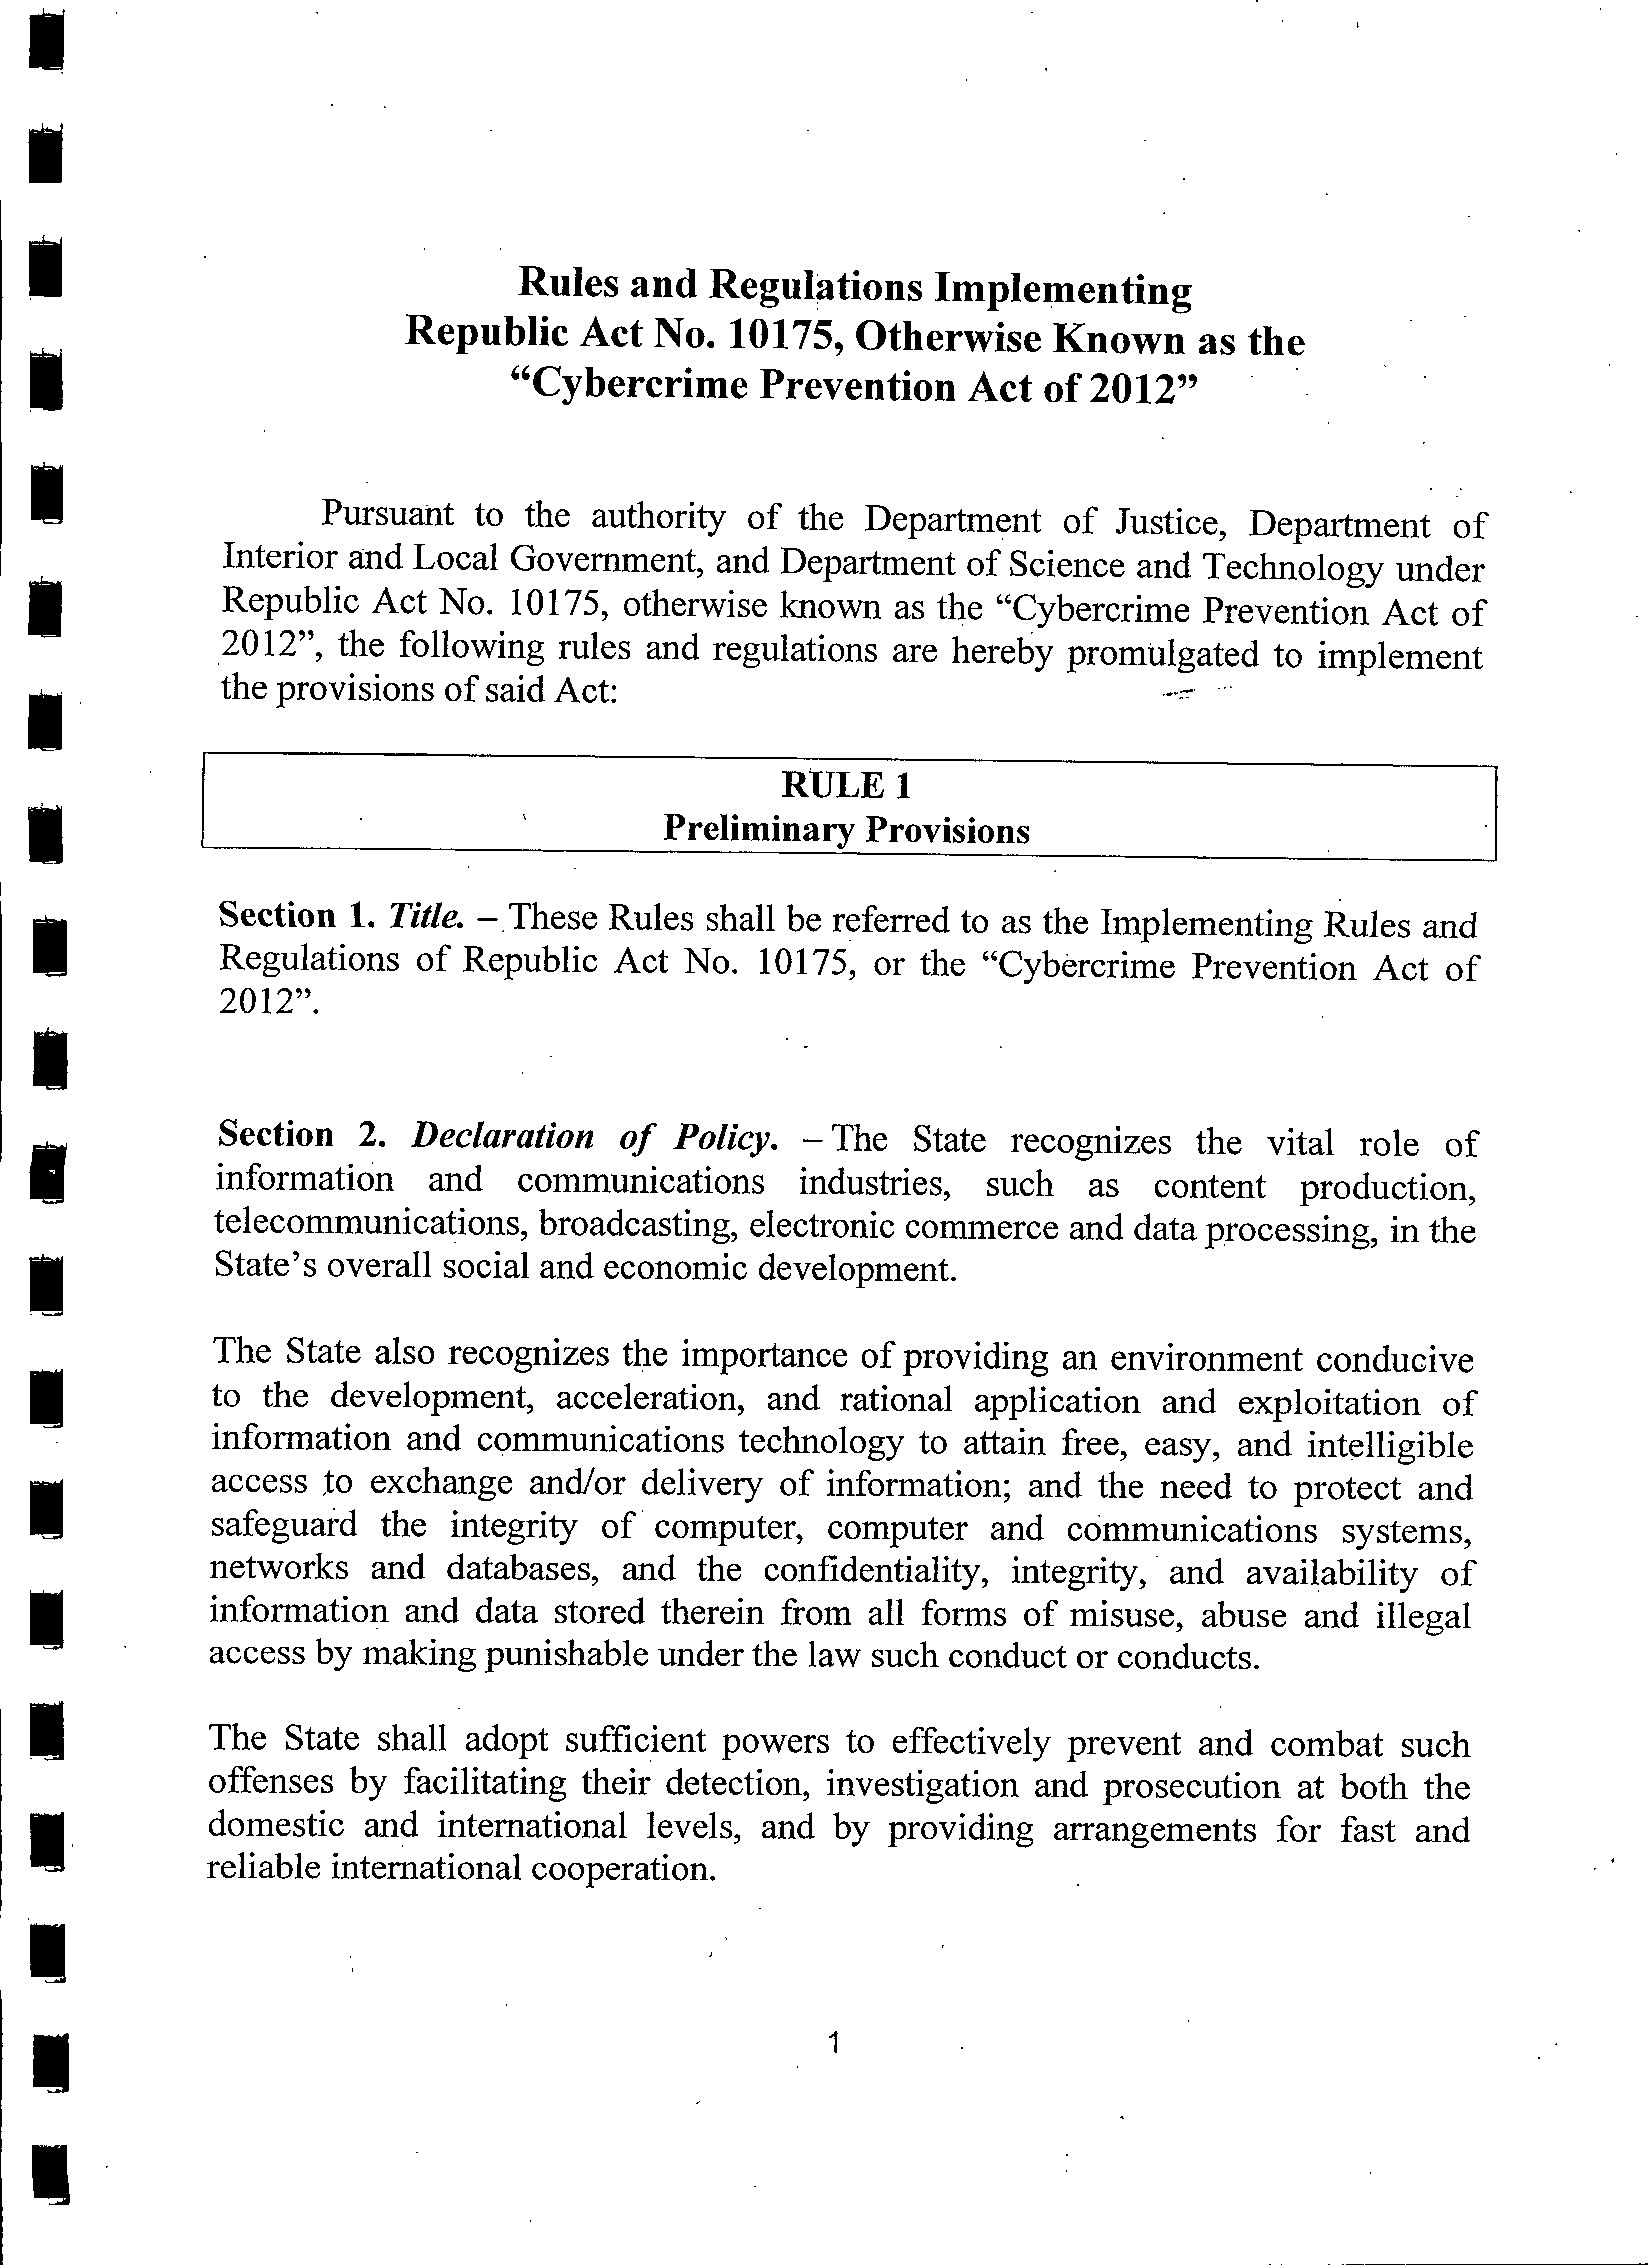 Rules and Regulations Implementing
Republic Act No. 10175, Otherwise Known as the
“Cybercrime Prevention Act of 2012”
Pursuant to the authority of the Department of Justice, Department of
Interior and Local Government, and Department of Science and Technology under
Republic Act No. 10175, otherwise known as the “Cybercrime Prevention Act of
2012”, the following rules and regulations are hereby promulgated to implement
the provisions of said Act:
RULE 1
Preliminary Provisions
Section 1. Title. – These Rules shall be referred to as the Implementing Rules and
Regulations of Republic Act No. 10175, or the “Cybercrime Prevention Act of
2012”.
Section 2. Declaration of Policy. – The State recognizes the vital role of
information and communications industries, such as content production,
telecommunications, broadcasting, electronic commerce and data processing, in the
State’s overall social and economic development.
The State also recognizes the importance of providing an environment conducive
to the development, acceleration, and rational application and exploitation of
information and communications technology to attain free, easy, and intelligible
access to exchange and/or delivery of information; and the need to protect and
safeguard the integrity of computer, computer and communications systems,
networks and databases, and the confidentiality, integrity, and availability of
information and data stored therein from all forms of misuse, abuse and illegal
access by making punishable under the law such conduct or conducts.
The State shall adopt sufficient powers to effectively prevent and combat such
offenses by facilitating their detection, investigation and prosecution at both the
domestic and international levels, and by providing arrangements for fast and
reliable international cooperation.
1